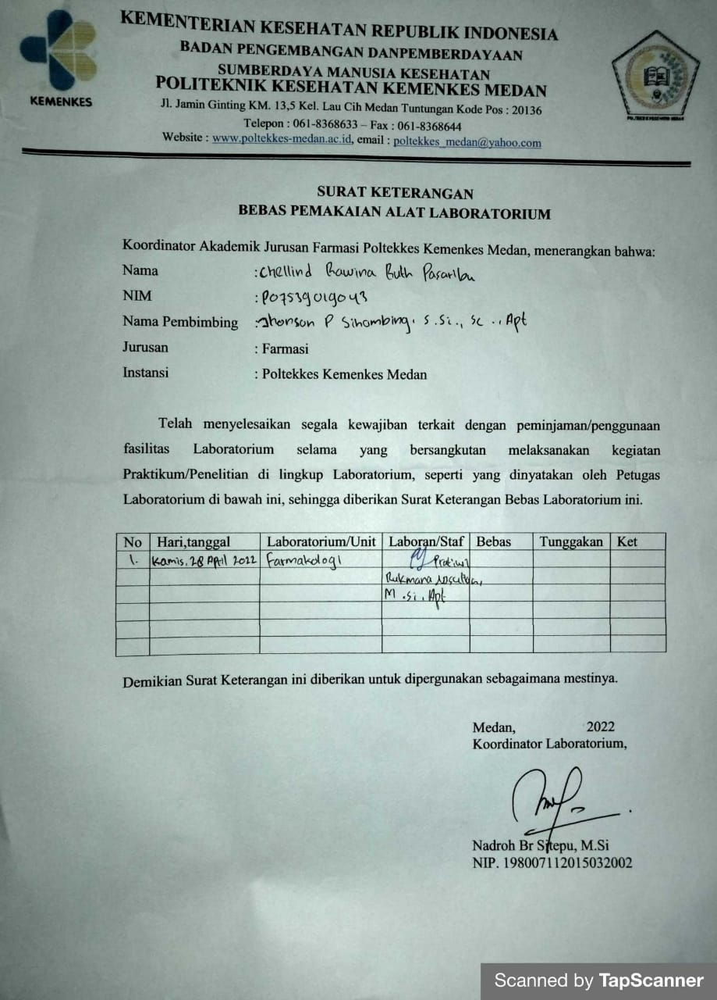 KEMENKES
KEMENTERIAN KESEHATAN REPUBLIK INDONESIA
BADAN PENGEMBANGAN DANPEMBERDAYAAN
SUMBERDAYA MANUSIA KESEHATAN
POLITEKNIK KESEHATAN KEMENKES MEDAN
Jl. Jamin Ginting KM. 13,5 Kel. Lau Cih Medan Tuntungan Kode Pos : 20136
Telepon : 061-8368633 – Fax : 061-8368644
Website : www.poltekkes-medan.ac.id, email : poltekkes_medan@yahoo.com
SURAT KETERANGAN
BEBAS PEMAKAIAN ALAT LABORATORIUM
Koordinator Akademik Jurusan Farmasi Poltekkes Kemenkes Medan, menerangkan bahwa:
Nama : Chellind Rawina Ruth Pasaribu
NIM : P07539019043
Nama Pembimbing : Jhonson P Sihombing, S.Si., Sc ., Apt
Jurusan : Farmasi
Instansi : Poltekkes Kemenkes Medan
Telah menyelesaikan segala kewajiban terkait dengan peminjaman/penggunaan
fasilitas Laboratorium selama yang bersangkutan melaksanakan kegiatan
Praktikum/Penelitian di lingkup Laboratorium, seperti yang dinyatakan oleh Petugas
Laboratorium di bawah ini, sehingga diberikan Surat Keterangan Bebas Laboratorium ini.
No Hari,tanggal Laboratorium/Unit Laboran/Staf Bebas Tunggakan Ket
1. Kamis, 28 April 2022 Farmakologi Pratiwi
Rukmana
M.si, Apt
Demikian Surat Keterangan ini diberikan untuk dipergunakan sebagaimana mestinya.
Medan, 2022
Koordinator Laboratorium,
Nadroh Br Sitepu, M.Si
NIP. 198007112015032002
Scanned by TapScanner